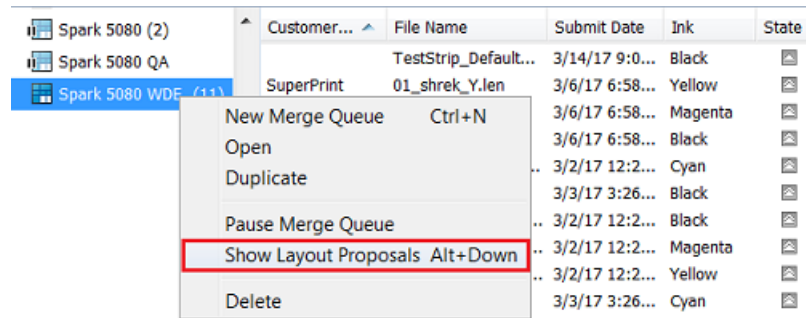 Spark 5080 (2)
Spark 5080 QA
Spark 5080 WDE (11)
Customer... File Name Submit Date Ink State
TestStrip_Default... 3/14/17 9:0... Black
SuperPrint 01_shrek_Y.len 3/6/17 6:58... Yellow
3/6/17 6:58... Magenta
3/6/17 6:58... Black
.. 3/2/17 12:2... Cyan
3/3/17 3:26... Black
.. 3/2/17 12:2... Black
.. 3/2/17 12:2... Magenta
.. 3/2/17 12:2... Yellow
3/3/17 3:26... Cyan
New Merge Queue Ctrl+N
Open
Duplicate
Pause Merge Queue
Show Layout Proposals Alt+Down
Delete